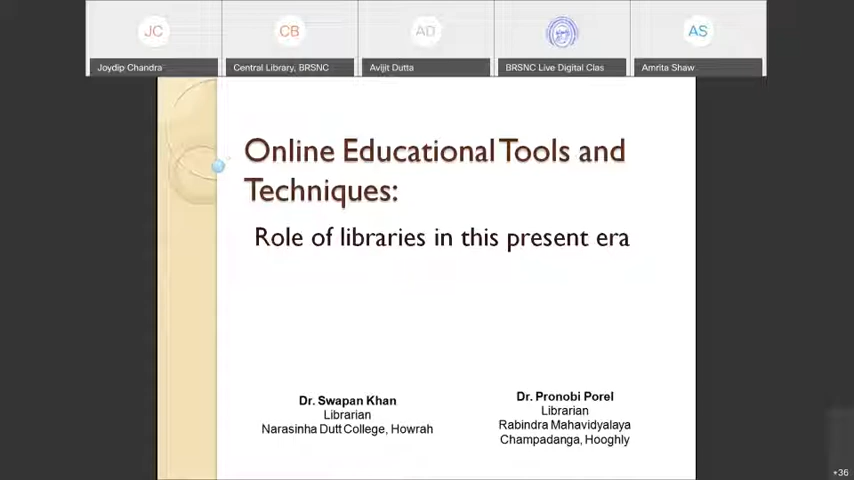 JC
CB
AD
AS
Joydip Chandra
Central Library, BRSNC
Avijit Dutta
BRSNC Live Digital Clas
Amrita Shaw
Online Educational Tools and
Techniques:
Role of libraries in this present era
Dr. Swapan Khan
Librarian
Narasinha Dutt College, Howrah
Dr. Pronobi Porel
Librarian
Rabindra Mahavidyalaya
Champadanga, Hooghly
+36